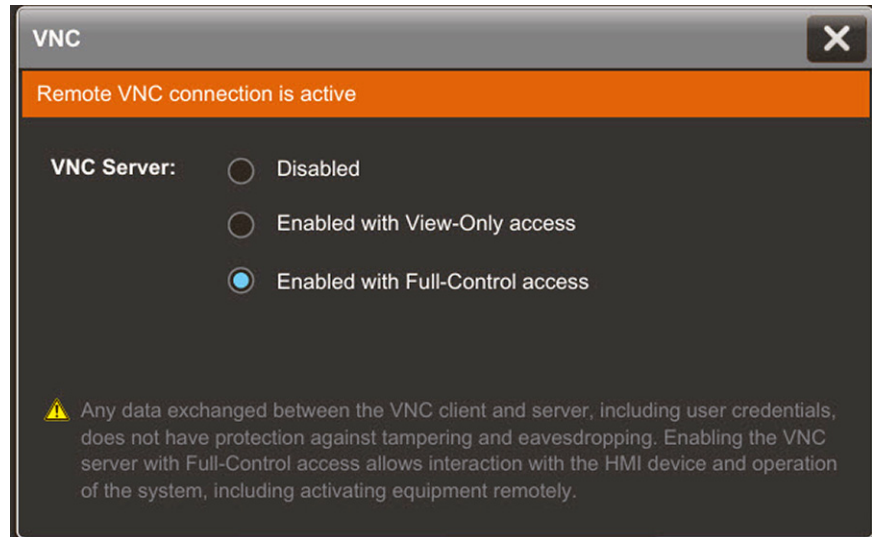 VNC
Remote VNC connection is active
VNC Server:
Disabled
Enabled with View-Only access
Enabled with Full-Control access
Any data exchanged between the VNC client and server, including user credentials,
does not have protection against tampering and eavesdropping. Enabling the VNC
server with Full-Control access allows interaction with the HMI device and operation
of the system, including activating equipment remotely.